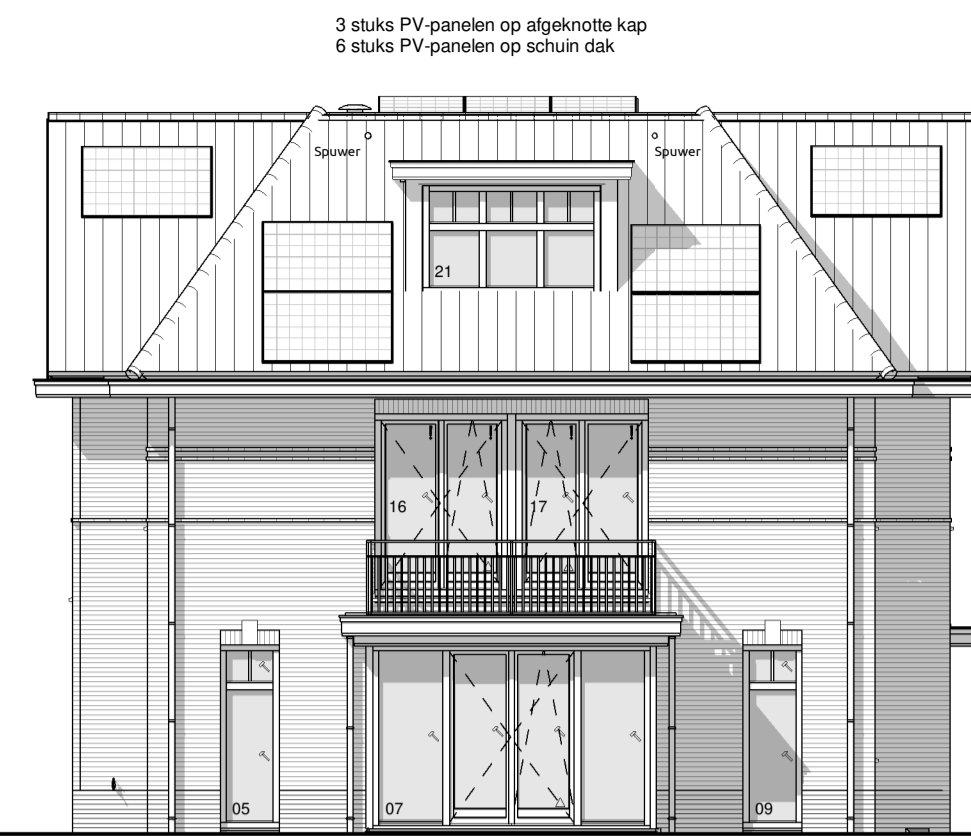 3 stuks PV-panelen op afgeknotte kap
6 stuks PV-panelen op schuin dak
Spuwer
Spuwer
21
16
17
05
07
09